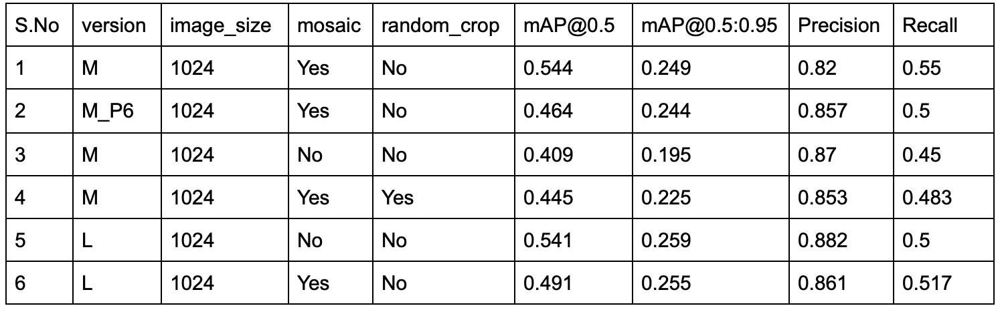 S.No version image_size mosaic random_crop mAP@0.5 mAP@0.5:0.95 Precision Recall
1 M 1024 Yes No 0.544 0.249 0.82 0.55
2 M_P6 1024 Yes No 0.464 0.244 0.857 0.5
3 M 1024 No No 0.409 0.195 0.87 0.45
4 M 1024 Yes Yes 0.445 0.225 0.853 0.483
5 L 1024 No No 0.541 0.259 0.882 0.5
6 L 1024 Yes No 0.491 0.255 0.861 0.517